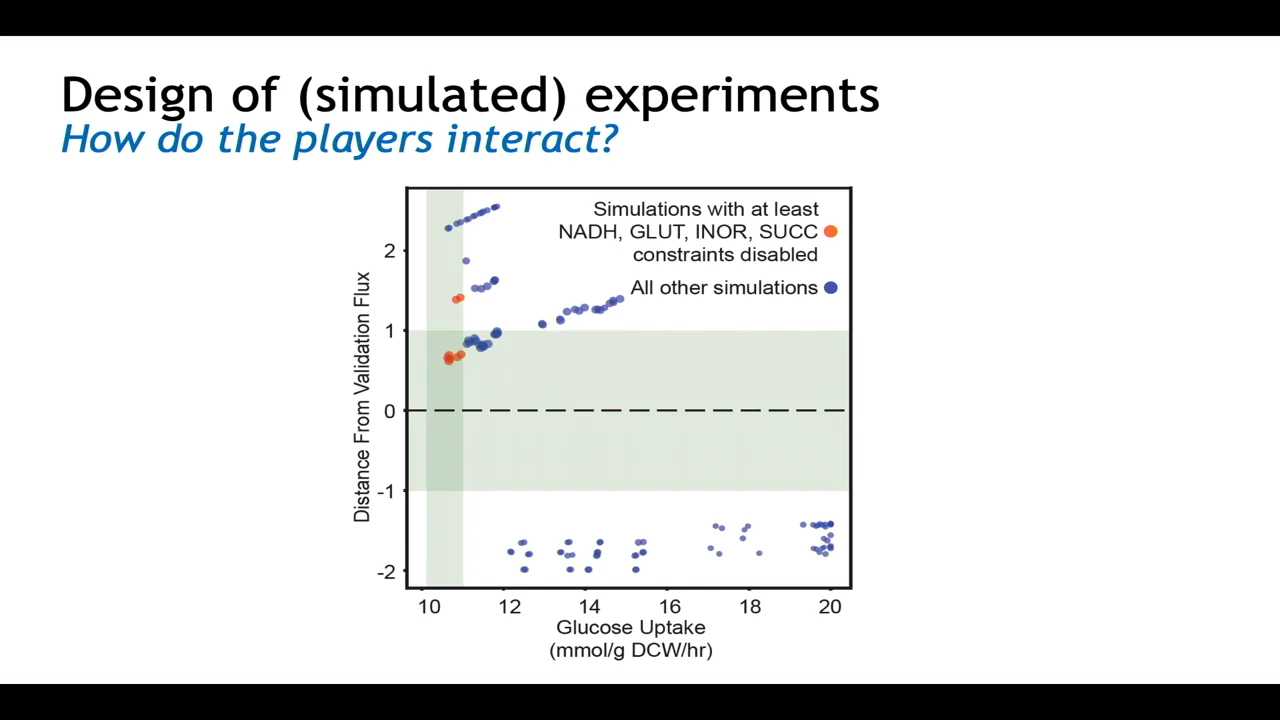 Design of (simulated) experiments
How do the players interact?
Simulations with at least
NADH, GLUT, INOR, SUCC
constraints disabled
All other simulations
Distance From Validation Flux
2
1
0
-1
-2
10 12 14 16 18 20
Glucose Uptake
(mmol/g DCW/hr)